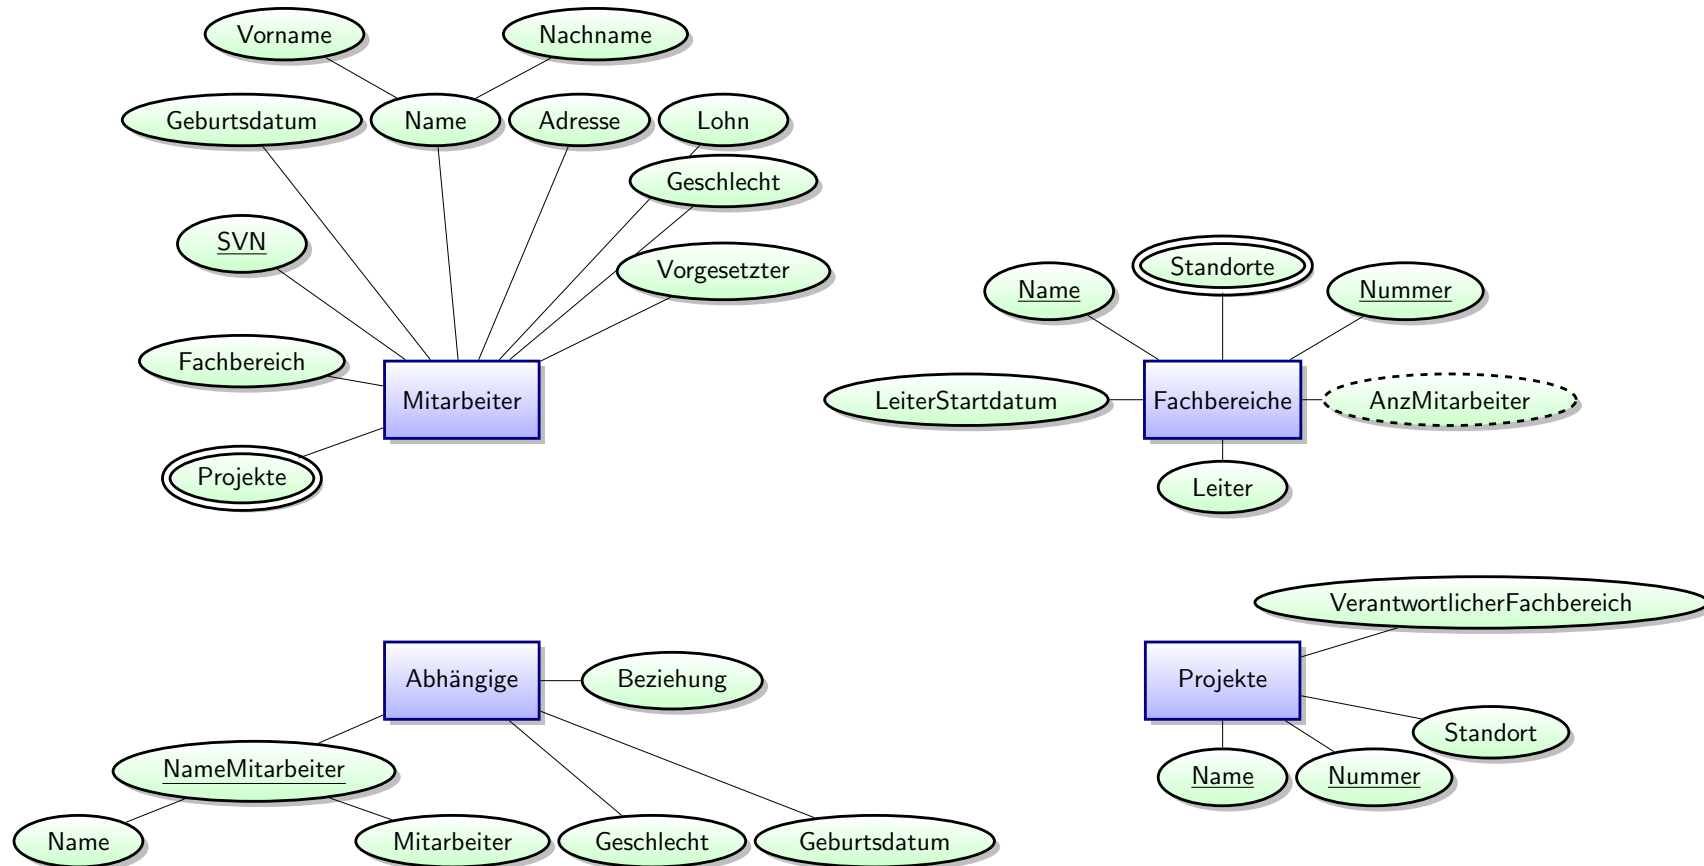 Vorname
Nachname
Geburtsdatum
Name
Adresse
Lohn
Geschlecht
SVN
Vorgesetzter
Fachbereich
Mitarbeiter
Projekte
Standorte
Name
Nummer
LeiterStartdatum
Fachbereiche
AnzMitarbeiter
Leiter
Abhängige
Beziehung
NameMitarbeiter
Name
Mitarbeiter
Geschlecht
Geburtsdatum
VerantwortlicherFachbereich
Projekte
Standort
Name
Nummer